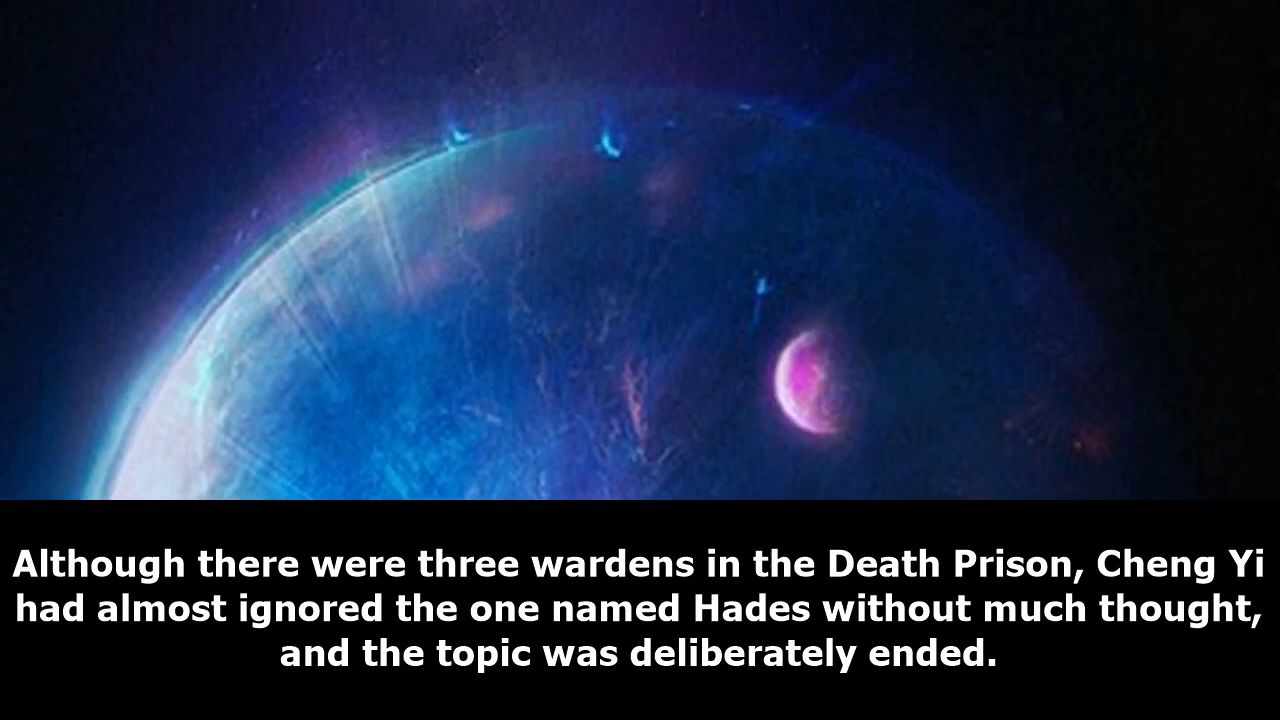 Although there were three wardens in the Death Prison, Cheng Yi
had almost ignored the one named Hades without much thought,
and the topic was deliberately ended.